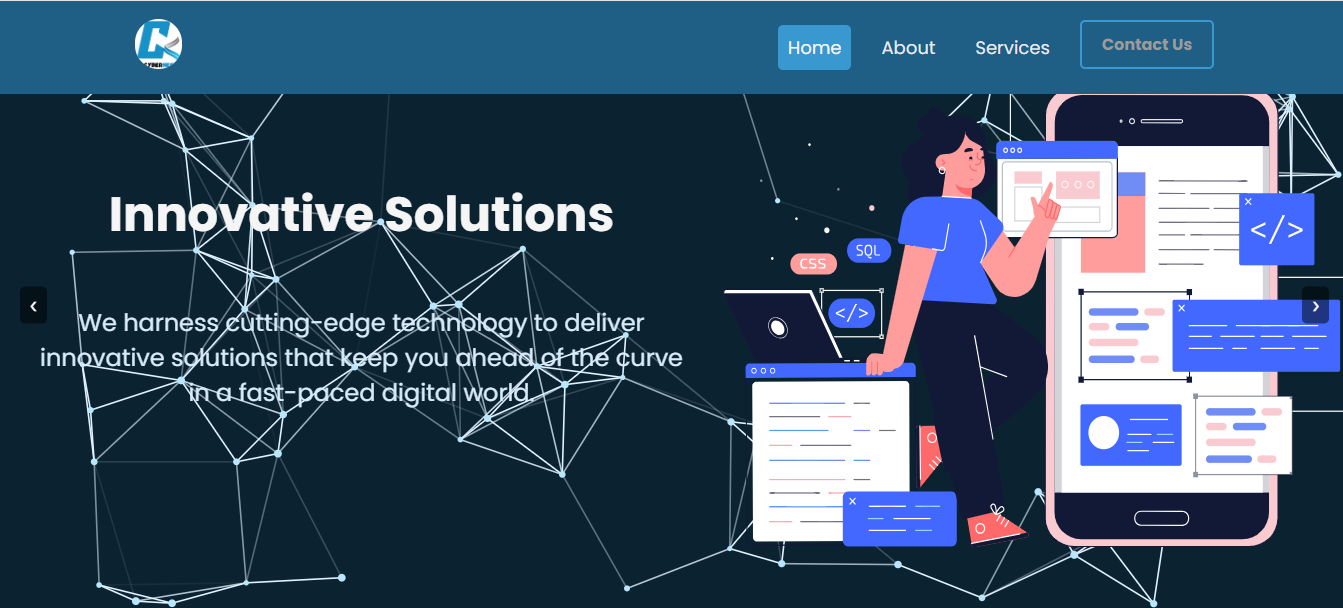 Home
About
Services
Contact Us
Innovative Solutions
We harness cutting-edge technology to deliver
innovative solutions that keep you ahead of the curve
in a fast-paced digital world.
CSS
SQL
</>
</>